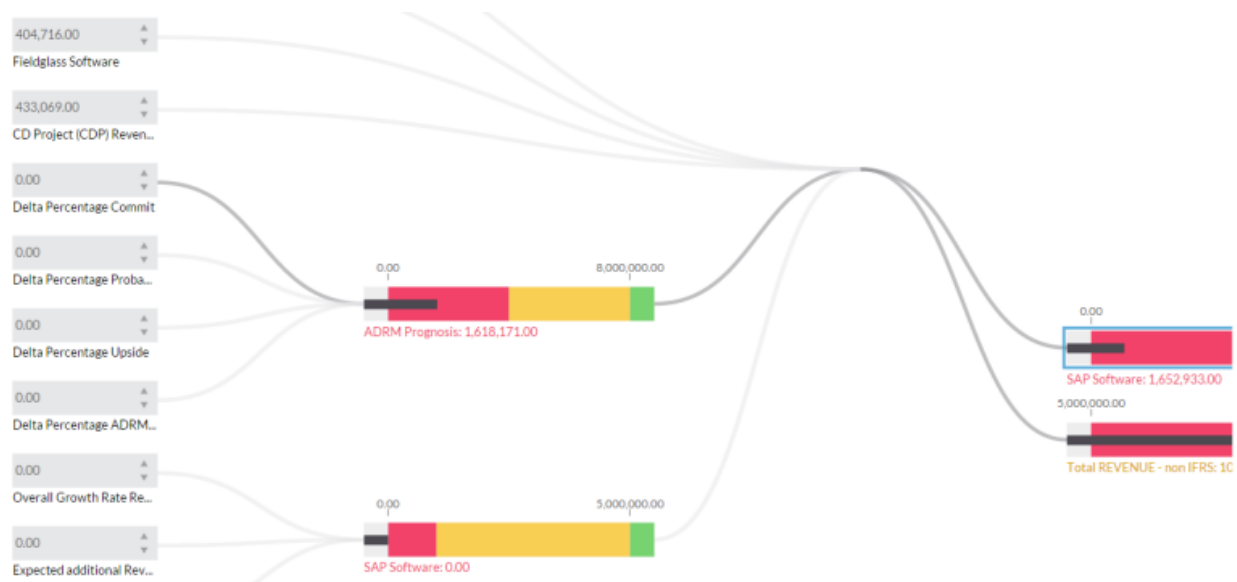 404,716.00
Fieldglass Software
433,069.00
CD Project (CDP) Reven...
0.00
Delta Percentage Commit
0.00
Delta Percentage Proba...
0.00
Delta Percentage Upside
0.00
Delta Percentage ADRM...
0.00
Overall Growth Rate Re...
0.00
Expected additional Rev...
0.00 8,000,000.00
ADRM Prognosis: 1,618,171.00
0.00 5,000,000.00
SAP Software: 0.00
0.00
SAP Software: 1,652,933.00
5,000,000.00
Total REVENUE - non IFRS: 10